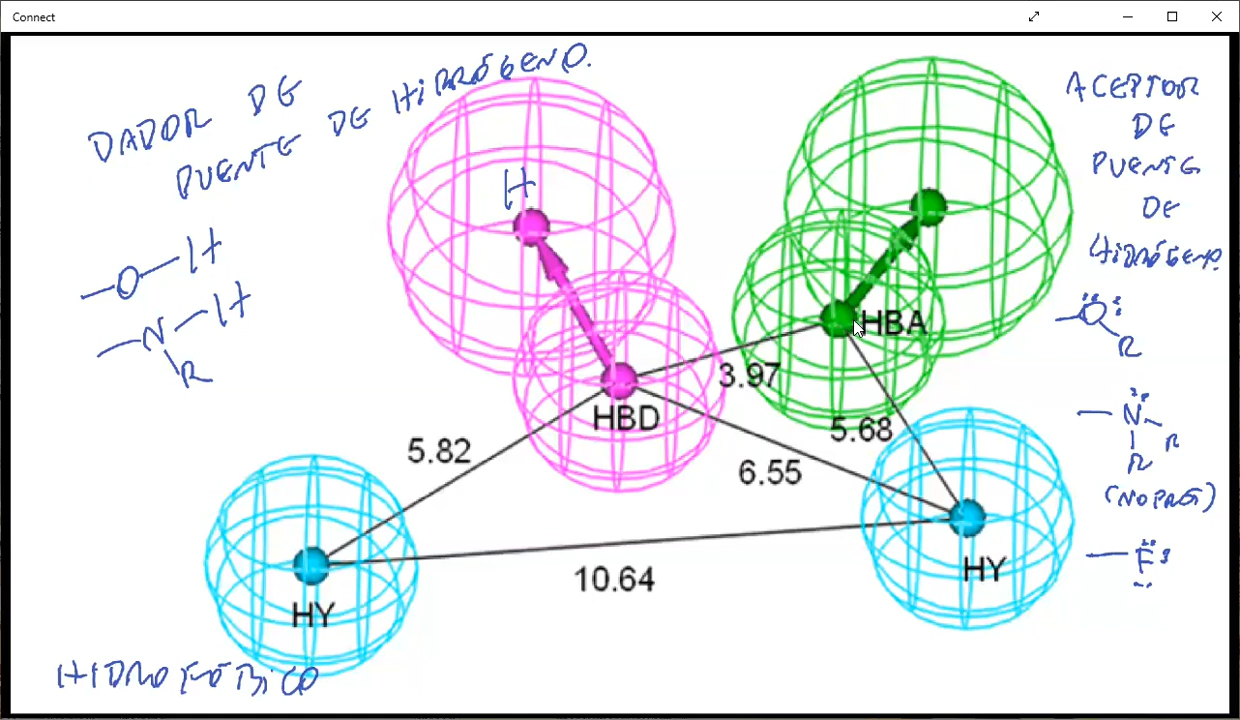 Connect
DADOR DE
PUENTE DE HIDRÓGENO.
H
O H
N H
R
ACEPTOR
DE
PUENTE
DE
HIDRÓGENO.
O
R
N R
R
(NO PROT)
F
HBA
3.97
HBD
5.68
5.82
6.55
10.64
HY
HY
HIDROFÓBICO